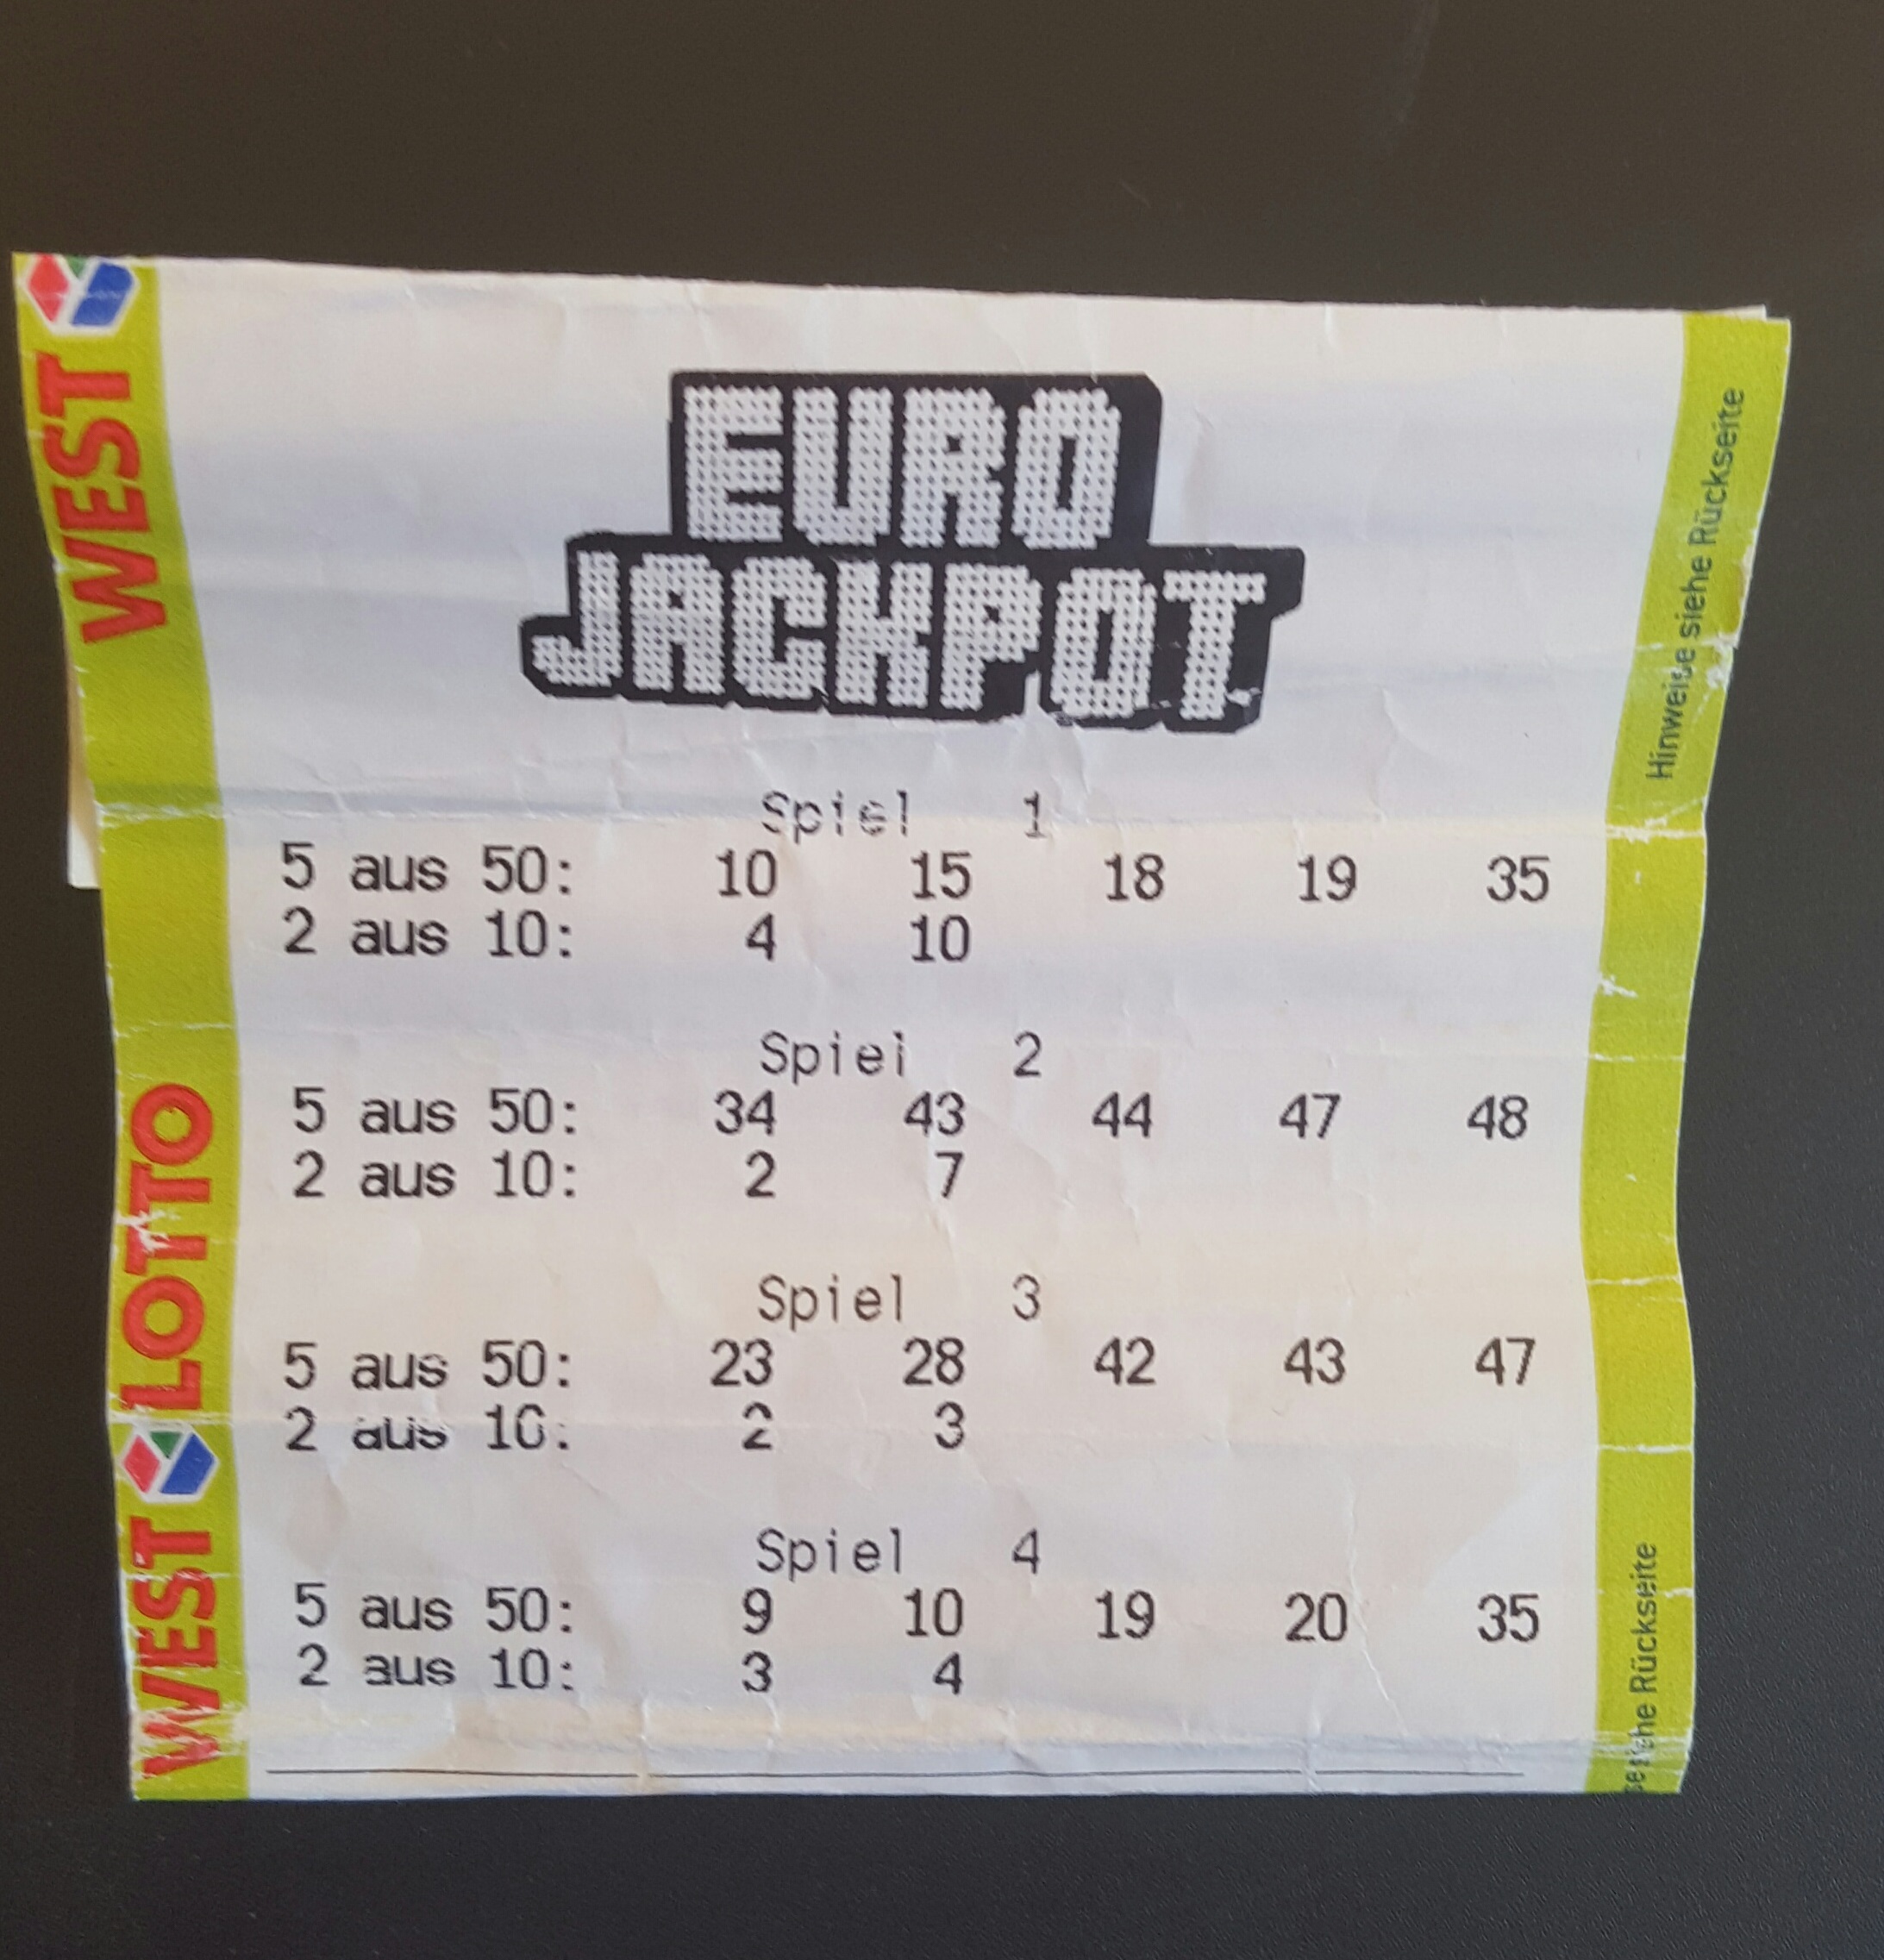 EURO
JACKPOT
Spiel 1
5 aus 50: 10 15 18 19 35
2 aus 10: 4 10
Spiel 2
5 aus 50: 34 43 44 47 48
2 aus 10: 2 7
Spiel 3
5 aus 50: 23 28 42 43 47
2 aus 10: 2 3
Spiel 4
5 aus 50: 9 10 19 20 35
2 aus 10: 3 4
WEST
WEST LOTTO
Hinweise siehe Rückseite
siehe Rückseite